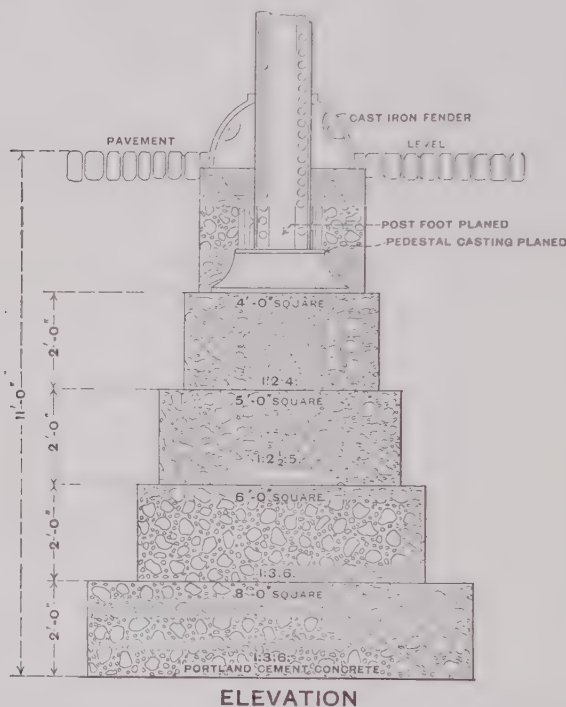 CAST IRON FENDER
PAVEMENT
LEVEL
POST FOOT PLANED
PEDESTAL CASTING PLANED
4'-0" SQUARE
2'-0"
1:2:4:
5'-0" SQUARE
11'-0"
2'-0"
1:2½:5.
6'-0" SQUARE
2'-0"
1:3:6:
8'-0" SQUARE
2'-0"
1:3:6:
PORTLAND CEMENT CONCRETE
ELEVATION